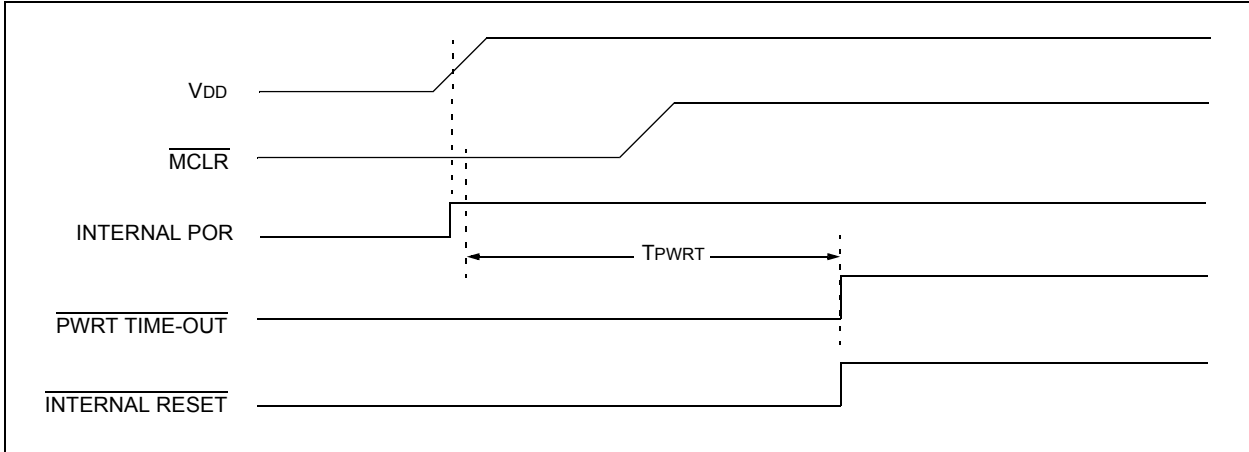 VDD
MCLR
INTERNAL POR
TPWRT
PWRT TIME-OUT
INTERNAL RESET